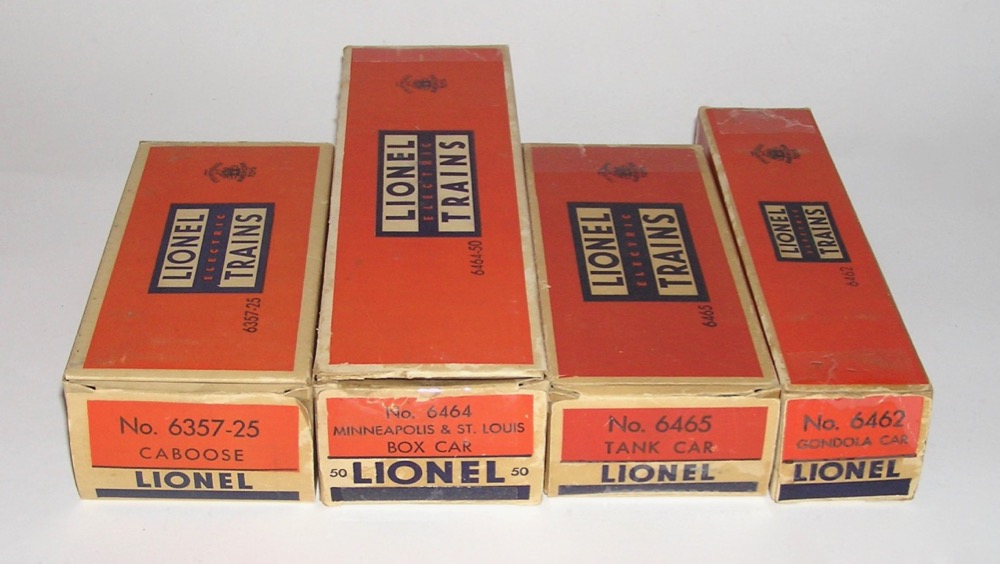 LIONEL
ELECTRIC
TRAINS
6357-25
No. 6357-25
CABOOSE
LIONEL
LIONEL
ELECTRIC
TRAINS
6464-50
No. 6464
MINNEAPOLIS & ST. LOUIS
BOX CAR
50 LIONEL 50
LIONEL
ELECTRIC
TRAINS
6465
No. 6465
TANK CAR
LIONEL
LIONEL
ELECTRIC
TRAINS
6462
No. 6462
GONDOLA CAR
LIONEL